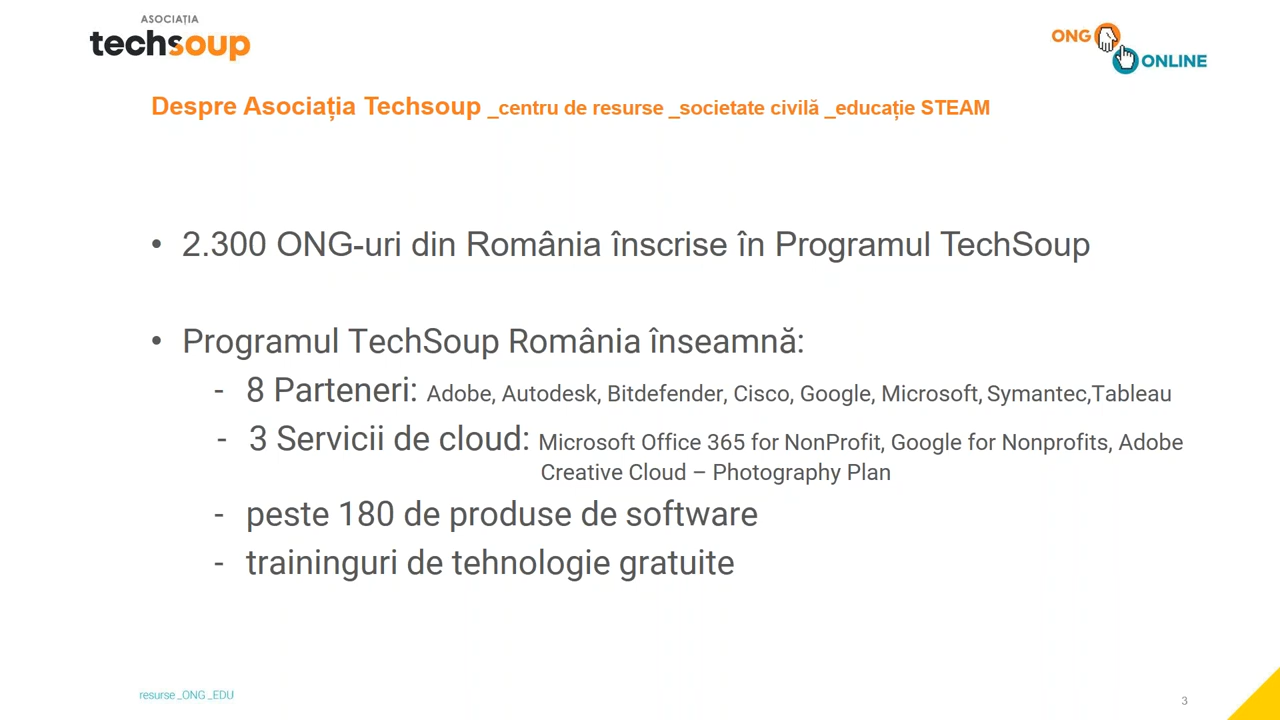 ASOCIAȚIA
techsoup
ONG
ONLINE
Despre Asociația Techsoup _centru de resurse _societate civilă _educație STEAM
• 2.300 ONG-uri din România înscrise în Programul TechSoup
• Programul TechSoup România înseamnă:
- 8 Parteneri: Adobe, Autodesk, Bitdefender, Cisco, Google, Microsoft, Symantec,Tableau
- 3 Servicii de cloud: Microsoft Office 365 for NonProfit, Google for Nonprofits, Adobe
Creative Cloud – Photography Plan
- peste 180 de produse de software
- traininguri de tehnologie gratuite
resurse _ONG _EDU
3